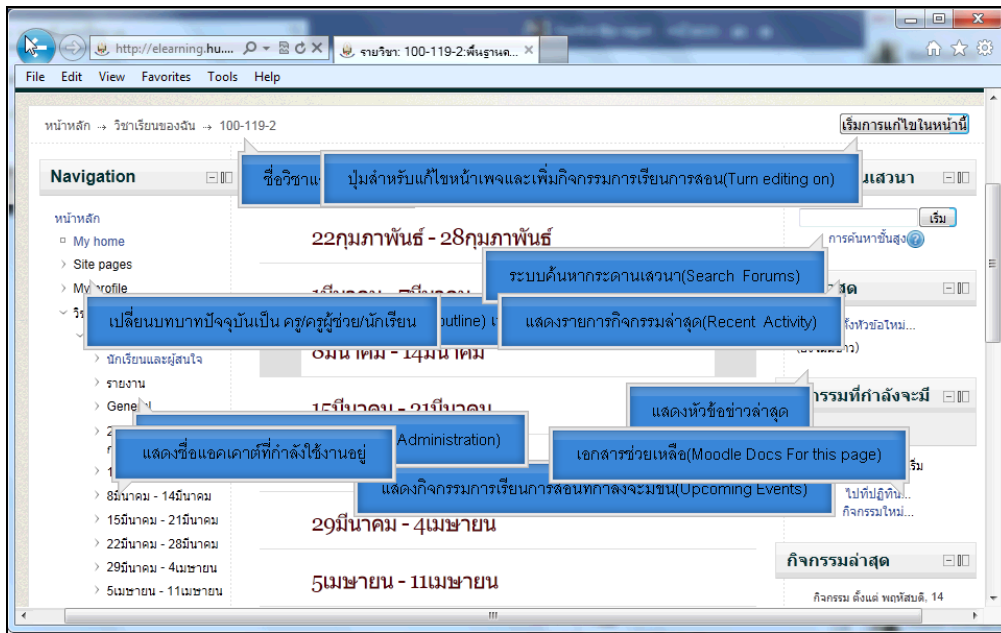 http://elearning.hu....
รายวิชา: 100-119-2:พื้นฐานค...
File Edit View Favorites Tools Help
หน้าหลัก → วิชาเรียนของฉัน → 100-119-2
เริ่มการแก้ไขในหน้านี้
Navigation
ชื่อวิชาแ
ปุ่มสำหรับแก้ไขหน้าเพจและเพิ่มกิจกรรมการเรียนการสอน(Turn editing on)
นเสวนา
หน้าหลัก
My home
Site pages
My profile
22กุมภาพันธ์ - 28กุมภาพันธ์
เริ่ม
การค้นหาชั้นสูง
ระบบค้นหากระดานเสวนา(Search Forums)
เปลี่ยนบทบาทปัจจุบันเป็น ครู/ครูผู้ช่วย/นักเรียน
outline)
แสดงรายการกิจกรรมล่าสุด(Recent Activity)
ั้งหัวข้อใหม่...
8มีนาคม - 14มีนาคม
นักเรียนและผู้สนใจ
รายงาน
General
15มีนาคม - 21มีนาคม
แสดงหัวข้อข่าวล่าสุด
รรมที่กำลังจะมี
Administration)
แสดงชื่อแอคเคาต์ที่กำลังใช้งานอยู่
เอกสารช่วยเหลือ(Moodle Docs For this page)
แสดงกิจกรรมการเรียนการสอนที่กำลังจะมีขึ้น(Upcoming Events)
ไปที่ปฏิทิน...
กิจกรรมใหม่...
8มีนาคม - 14มีนาคม
15มีนาคม - 21มีนาคม
22มีนาคม - 28มีนาคม
29มีนาคม - 4เมษายน
5เมษายน - 11เมษายน
29มีนาคม - 4เมษายน
5เมษายน - 11เมษายน
กิจกรรมล่าสุด
กิจกรรม ตั้งแต่ พฤหัสบดี, 14